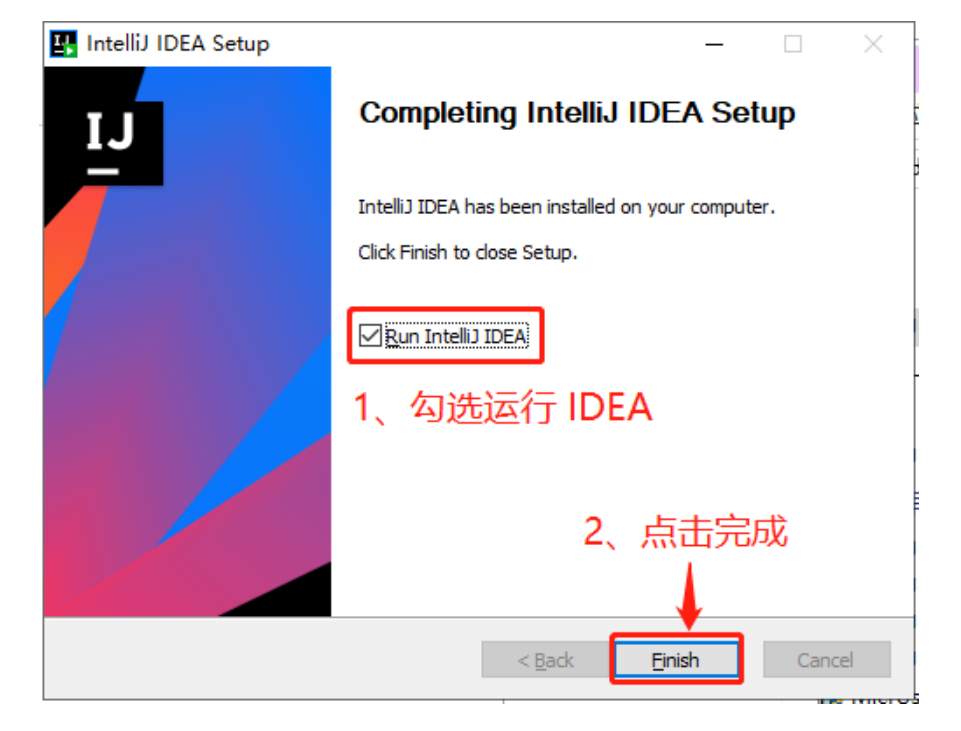 IntelliJ IDEA Setup
IJ
Completing IntelliJ IDEA Setup
IntelliJ IDEA has been installed on your computer.
Click Finish to close Setup.
Run IntelliJ IDEA
1、勾选运行 IDEA
2、点击完成
< Back Finish Cancel